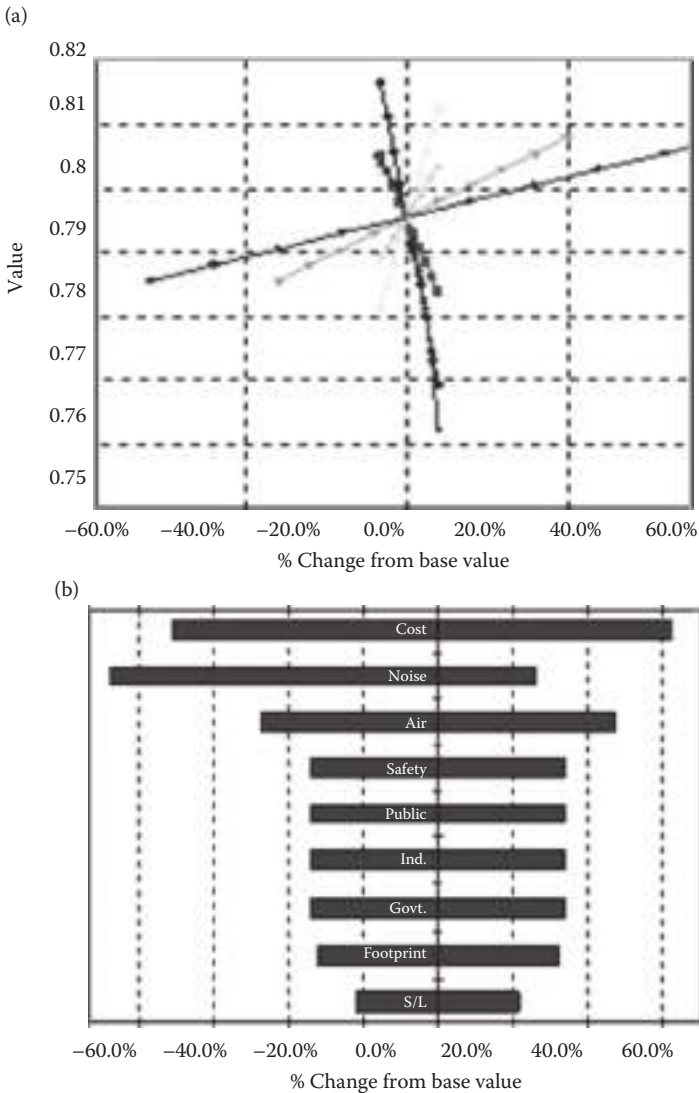 (a)
0.82
0.81
0.8
0.79
0.78
0.77
0.76
0.75
Value
−60.0% −40.0% −20.0% 0.0% 20.0% 40.0% 60.0%
% Change from base value
(b)
Cost
Noise
Air
Safety
Public
Ind.
Govt.
Footprint
S/L
−60.0% −40.0% −20.0% 0.0% 20.0% 40.0% 60.0%
% Change from base value